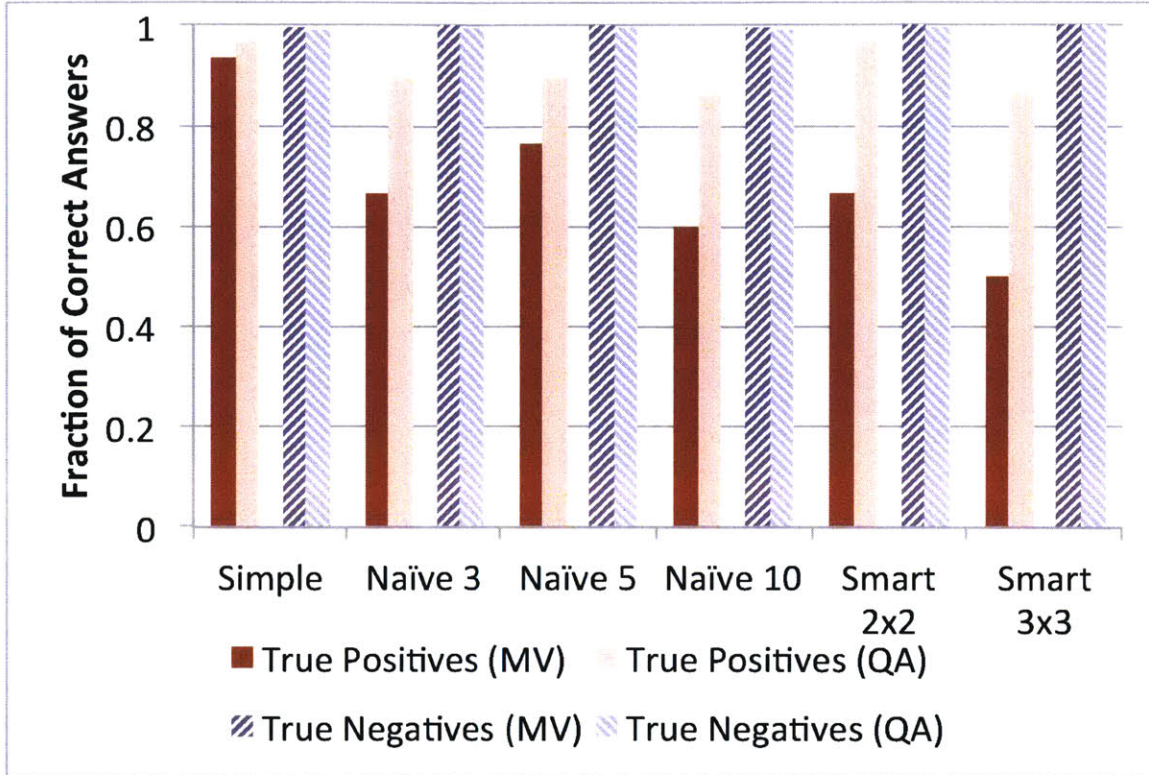 Fraction of Correct Answers
1
0.8
0.6
0.4
0.2
0
Simple
Naïve 3
Naïve 5
Naïve 10
Smart
2x2
Smart
3x3
True Positives (MV)
True Positives (QA)
True Negatives (MV)
True Negatives (QA)